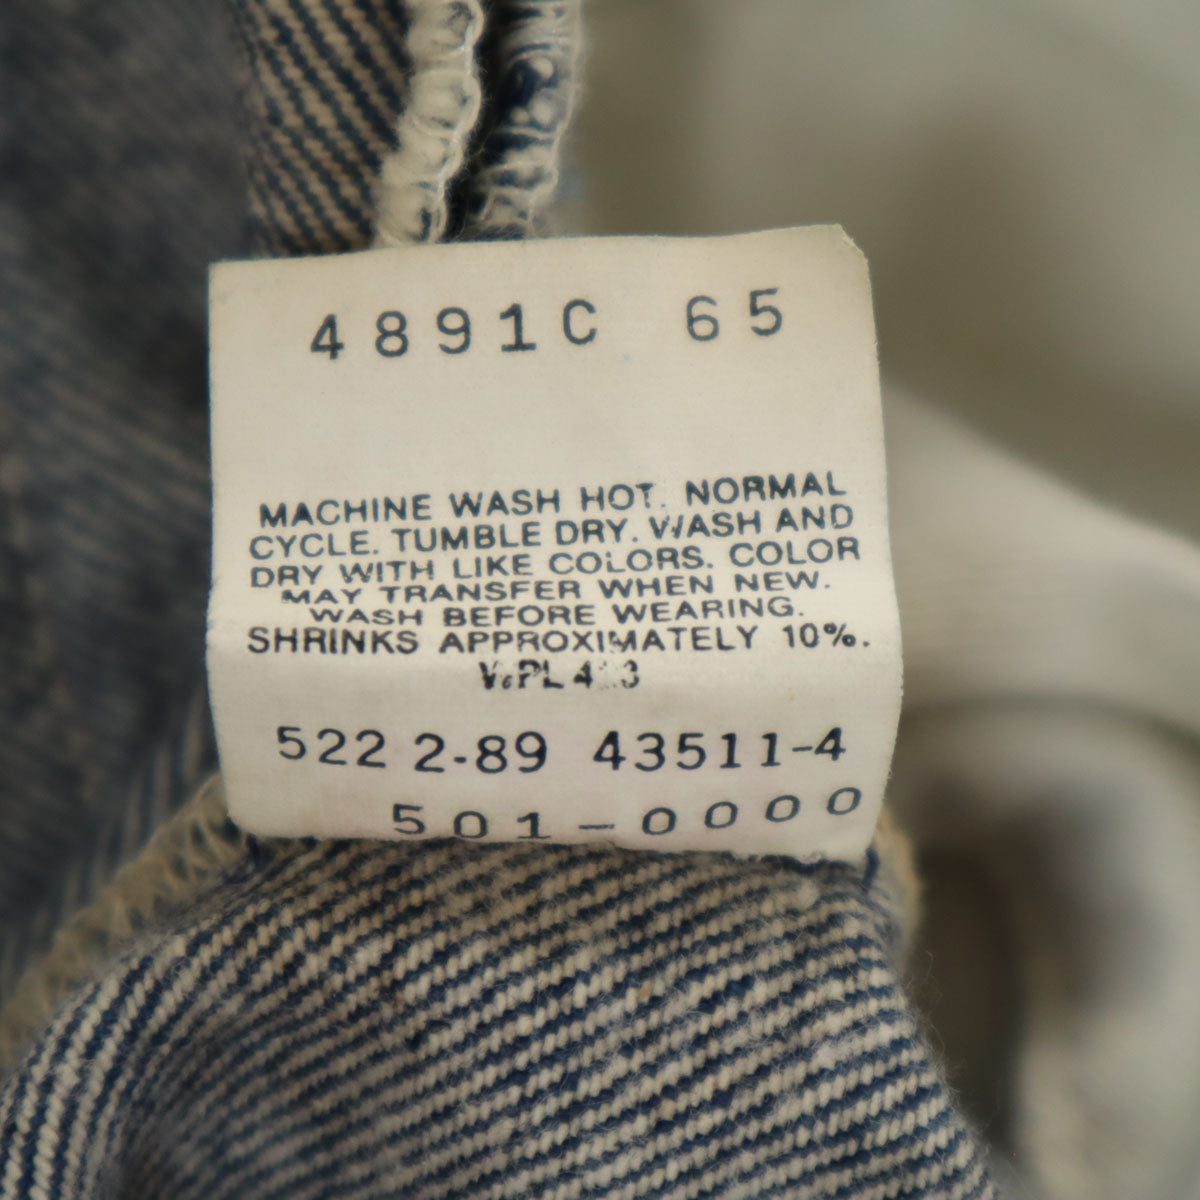 4891C 65
MACHINE WASH HOT. NORMAL
CYCLE. TUMBLE DRY. WASH AND
DRY WITH LIKE COLORS. COLOR
MAY TRANSFER WHEN NEW.
WASH BEFORE WEARING.
SHRINKS APPROXIMATELY 10%.
522 2-89 43511-4
501-0000